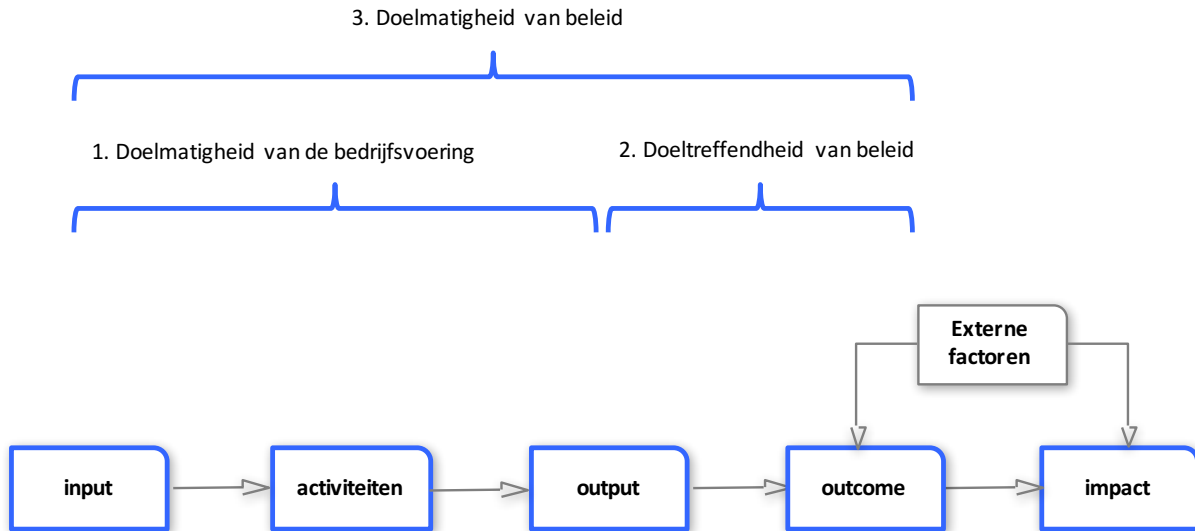 3. Doelmatigheid van beleid
1. Doelmatigheid van de bedrijfsvoering
2. Doeltreffendheid van beleid
Externe
factoren
input
activiteiten
output
outcome
impact